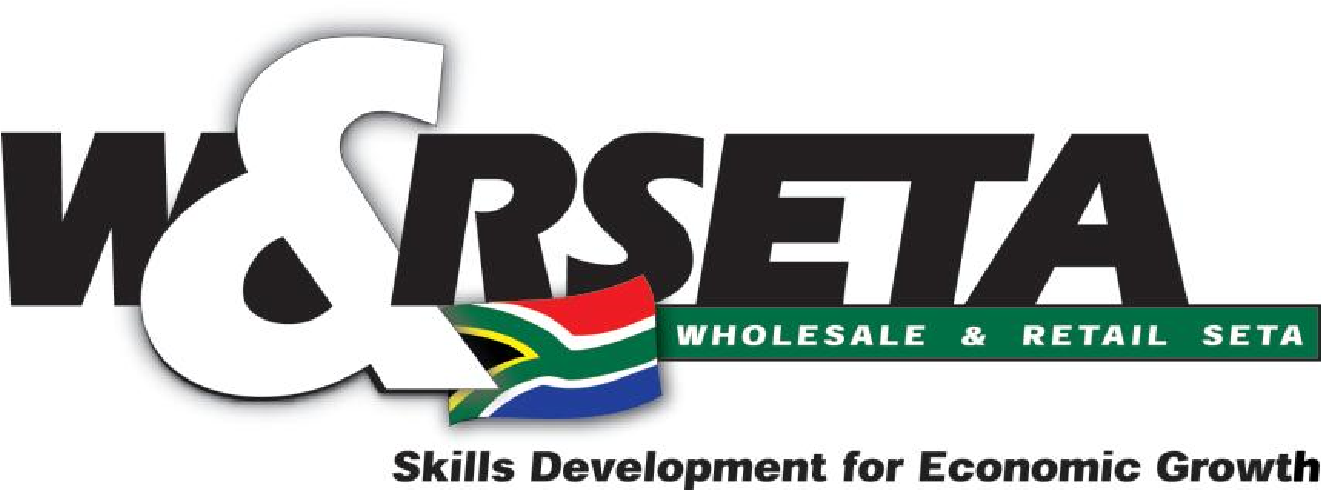 W&RSETA
WHOLESALE & RETAIL SETA
Skills Development for Economic Growth